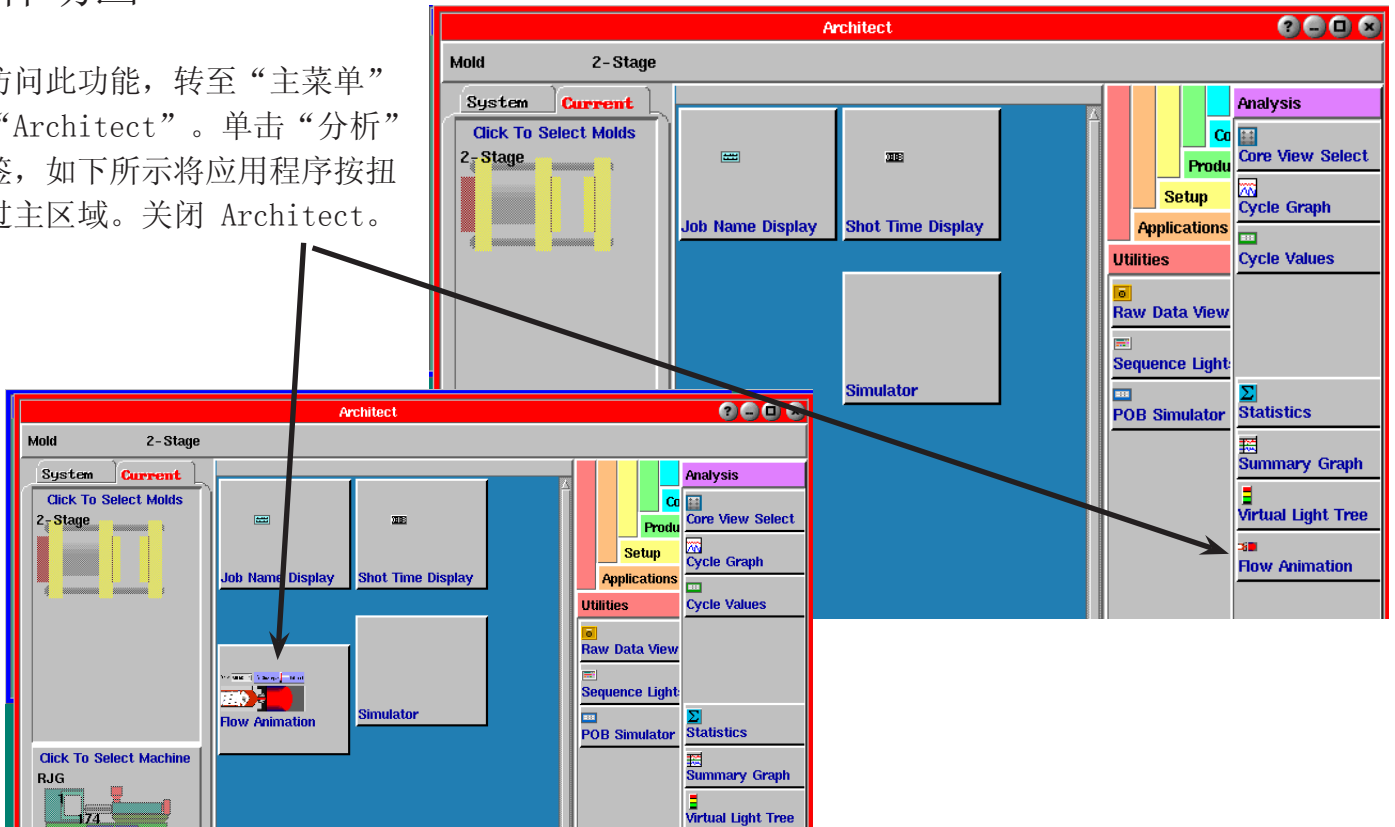 访问此功能，转至“主菜单”
“Architect”。单击“分析”
签，如下所示将应用程序按扭
过主区域。关闭 Architect。
Architect
Mold 2-Stage
System Current
Click To Select Molds
2-Stage
Job Name Display
Shot Time Display
Simulator
Co
Produ
Setup
Applications
Utilities
Raw Data View
Sequence Light
POB Simulator
Analysis
Core View Select
Cycle Graph
Cycle Values
Statistics
Summary Graph
Virtual Light Tree
Flow Animation
Architect
Mold 2-Stage
System Current
Click To Select Molds
2-Stage
Click To Select Machine
RJG
1
174
Job Name Display
Shot Time Display
Flow Animation
Simulator
Co
Produ
Setup
Applications
Utilities
Raw Data View
Sequence Light
POB Simulator
Analysis
Core View Select
Cycle Graph
Cycle Values
Statistics
Summary Graph
Virtual Light Tree